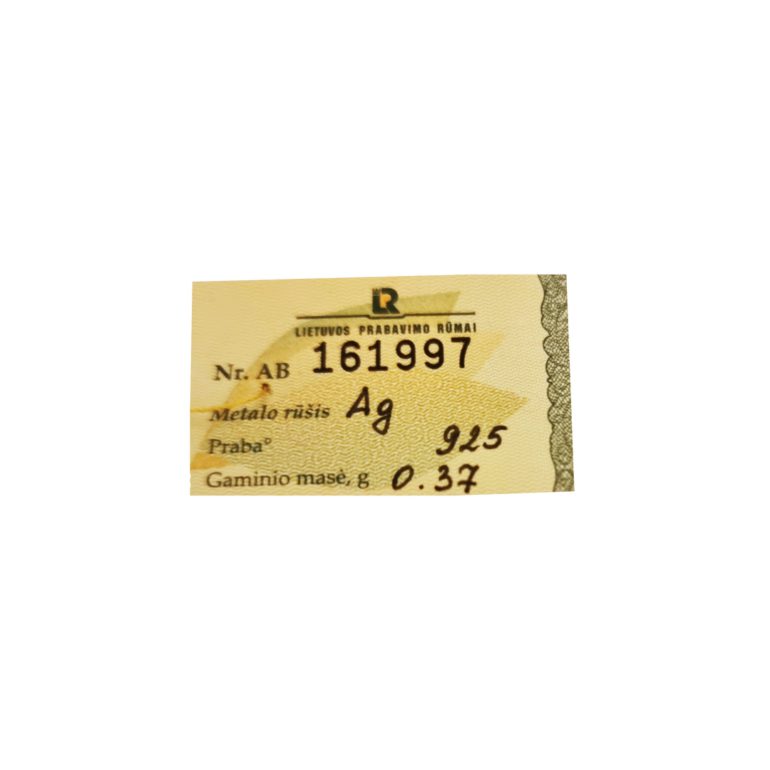 LR
LIETUVOS PRABAVIMO RŪMAI
Nr. AB 161997
Metalo rūšis Ag
Praba° 925
Gaminio masė, g 0.37